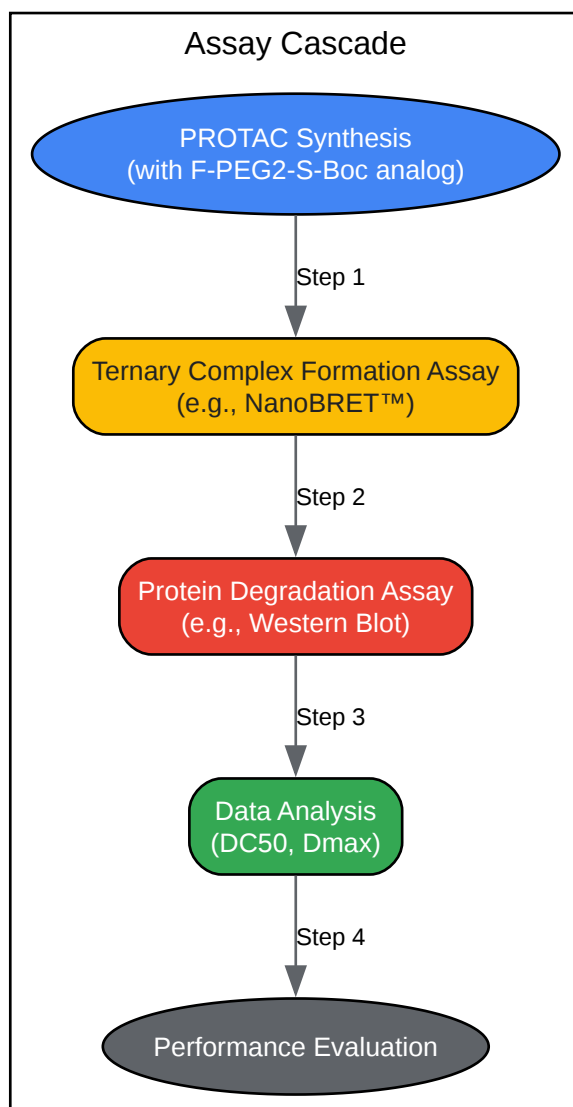 Assay Cascade
PROTAC Synthesis
(with F-PEG2-S-Boc analog)
Step 1
Ternary Complex Formation Assay
(e.g., NanoBRET™)
Step 2
Protein Degradation Assay
(e.g., Western Blot)
Step 3
Data Analysis
(DC50, Dmax)
Step 4
Performance Evaluation